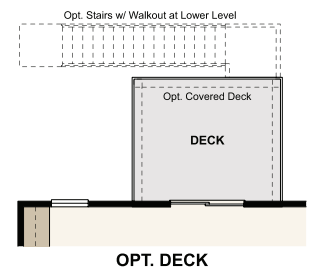 Opt. Stairs w/ Walkout at Lower Level
Opt. Covered Deck
DECK
OPT. DECK